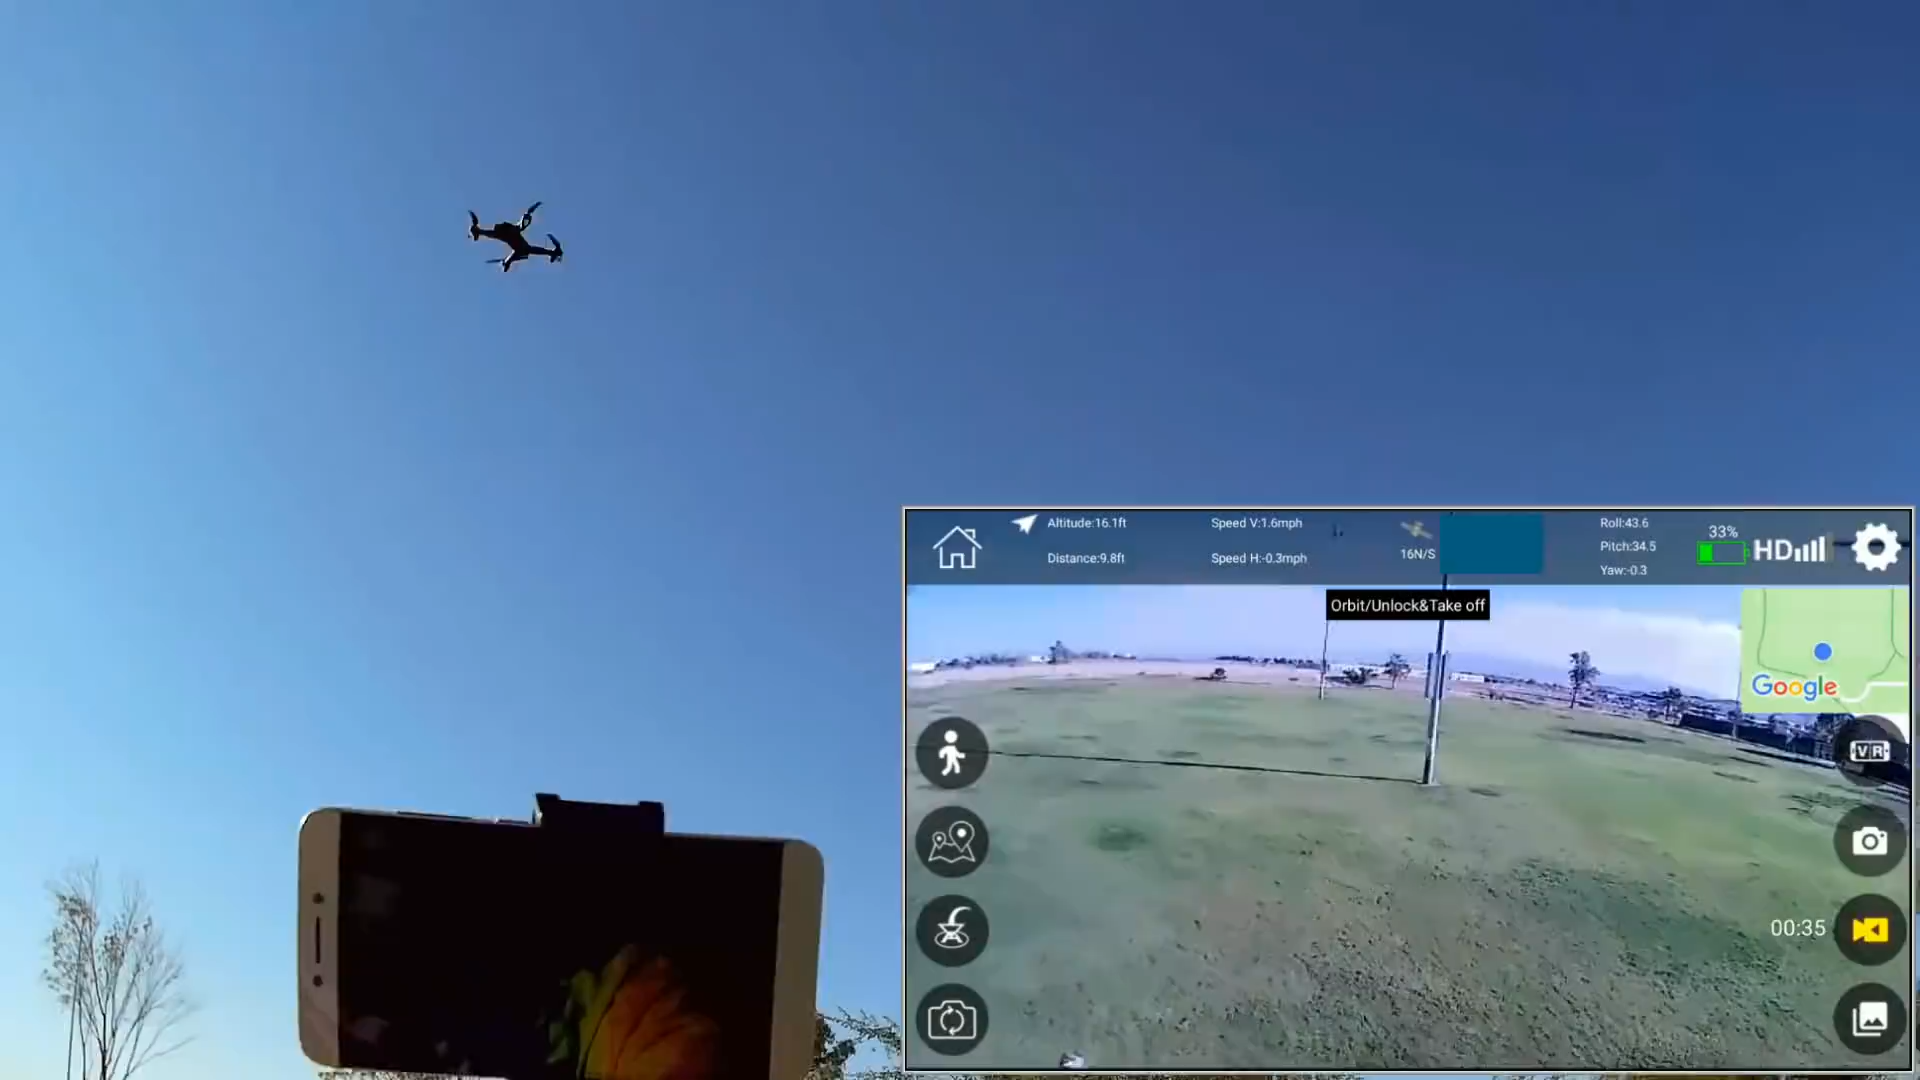 Altitude:16.1ft
Speed V:1.6mph
Roll:43.6
33%
HD
Distance:9.8ft
Speed H:-0.3mph
16N/S
Pitch:34.5
Yaw:-0.3
Orbit/Unlock&Take off
Google
VR
00:35